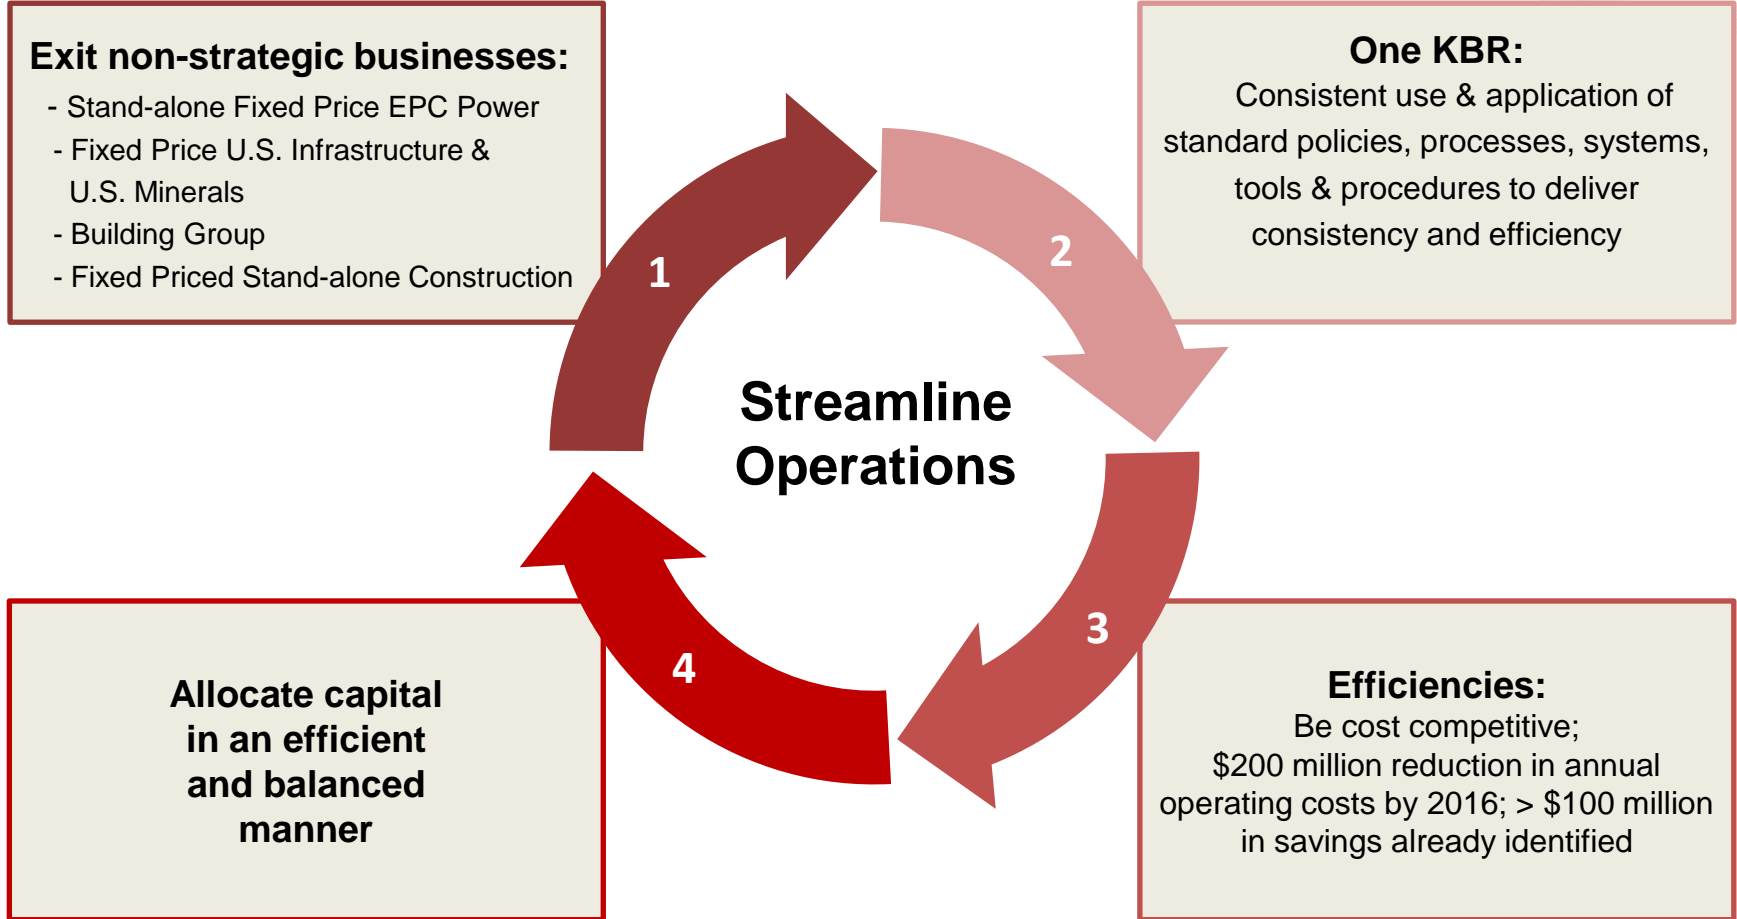 Exit non-strategic businesses:
- Stand-alone Fixed Price EPC Power
- Fixed Price U.S. Infrastructure &
U.S. Minerals
- Building Group
- Fixed Priced Stand-alone Construction
One KBR:
Consistent use & application of
standard policies, processes, systems,
tools & procedures to deliver
consistency and efficiency
1
2
Streamline
Operations
3
4
Allocate capital
in an efficient
and balanced
manner
Efficiencies:
Be cost competitive;
$200 million reduction in annual
operating costs by 2016; > $100 million
in savings already identified